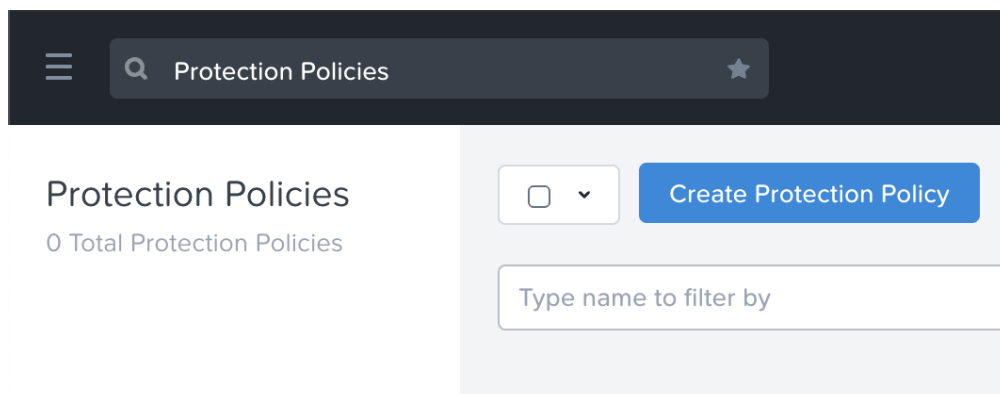 Protection Policies
Protection Policies
0 Total Protection Policies
Create Protection Policy
Type name to filter by